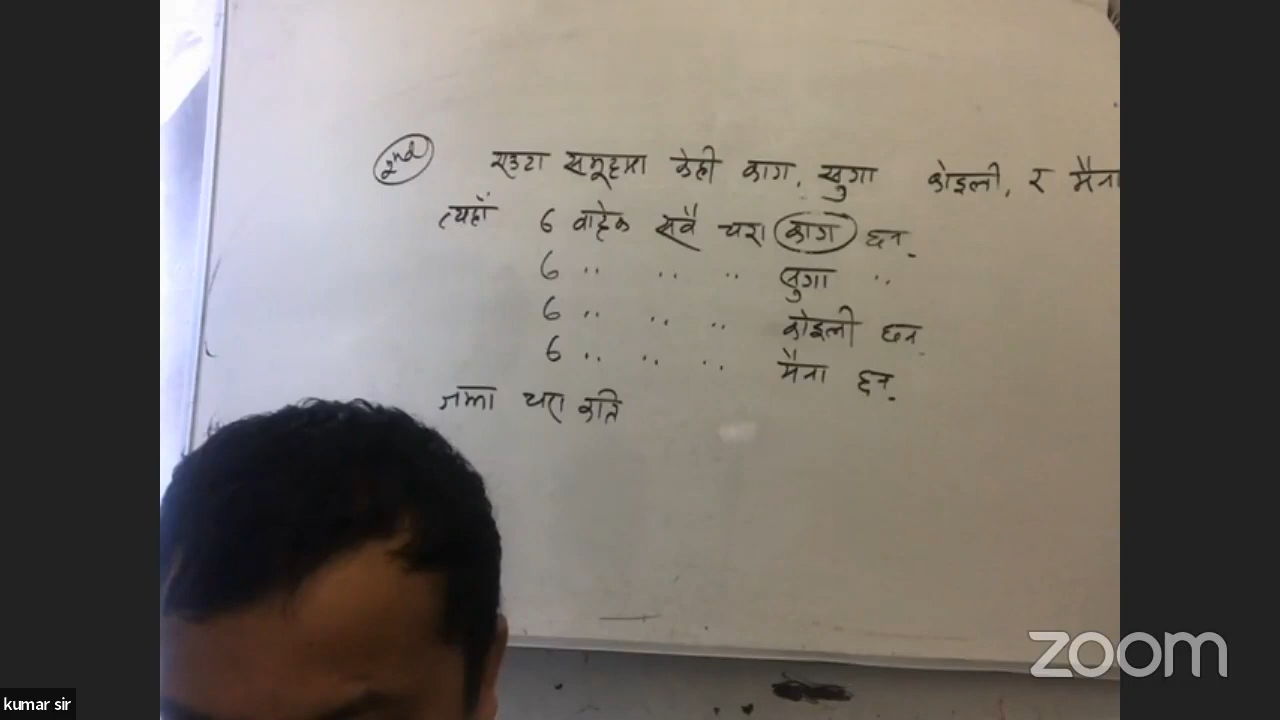 2nd एउटा समूहमा केही काग, सुगा कोइली, र मैना
त्यहाँ 6 वाहेक सवै चरा काग छन्.
6 ,, ,, ,, सुगा ,,
6 ,, ,, ,, कोइली छन्.
6 ,, ,, ,, मैना छन्.
जम्मा चरा कति
zoom
kumar sir